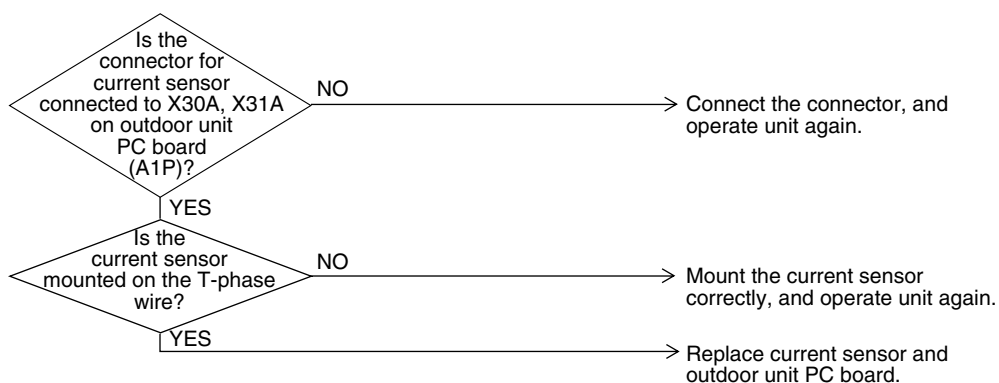 Is the
connector for
current sensor
connected to X30A, X31A
on outdoor unit
PC board
(A1P)?
NO
Connect the connector, and
operate unit again.
YES
Is the
current sensor
mounted on the T-phase
wire?
NO
Mount the current sensor
correctly, and operate unit again.
YES
Replace current sensor and
outdoor unit PC board.